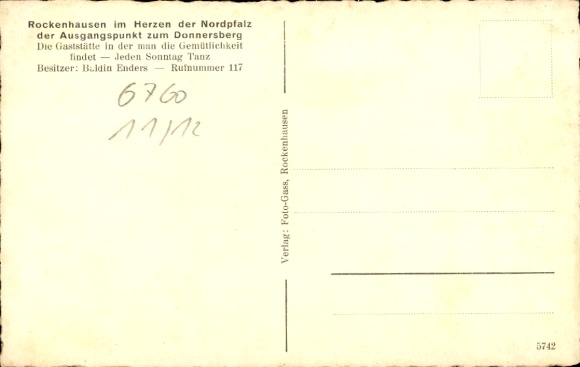 Rockenhausen im Herzen der Nordpfalz
der Ausgangspunkt zum Donnersberg
Die Gaststätte in der man die Gemütlichkeit
findet — Jeden Sonntag Tanz
Besitzer: Baldin Enders — Rufnummer 117
6760
11/12
Verlag: Foto-Gass, Rockenhausen
5742